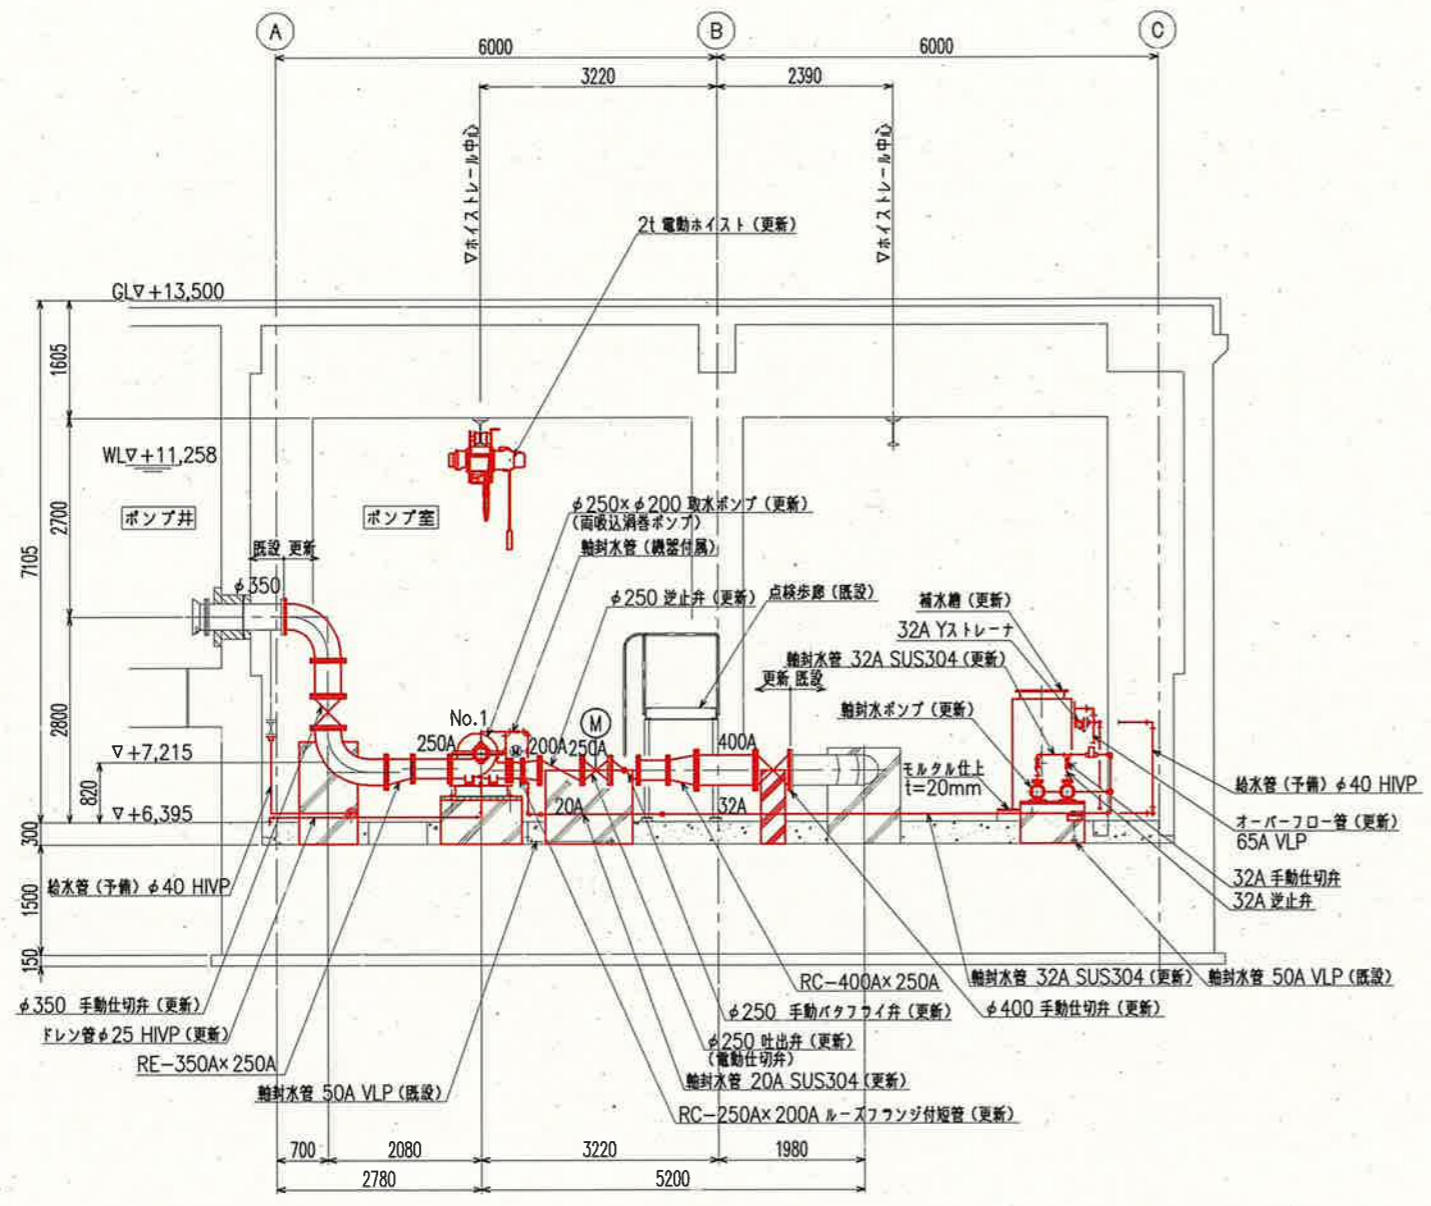 A
B
C
6000
6000
3220
2390
▽ホイストレール中心
▽ホイストレール中心
2t 電動ホイスト (更新)
GL▽+13,500
1605
WL▽+11,258
2700
7105
ポンプ井
ポンプ室
φ250×φ200 取水ポンプ (更新)
(両吸込渦巻ポンプ)
軸封水管 (機器付属)
既設 更新
φ350
φ250 逆止弁 (更新)
点検歩廊 (既設)
補水槽 (更新)
32A Yストレーナ
軸封水管 32A SUS304 (更新)
更新 既設
軸封水ポンプ (更新)
2800
No.1
M
250A
200A
250A
400A
▽+7,215
モルタル仕上
t=20mm
820
給水管 (予備) φ40 HIVP
▽+6,395
20A
32A
オーバーフロー管 (更新)
65A VLP
300
32A 手動仕切弁
32A 逆止弁
給水管 (予備) φ40 HIVP
1500
150
RC-400A×250A
軸封水管 32A SUS304 (更新)
軸封水管 50A VLP (既設)
φ350 手動仕切弁 (更新)
φ250 手動バタフライ弁 (更新)
φ400 手動仕切弁 (更新)
ドレン管φ25 HIVP (更新)
φ250 吐出弁 (更新)
(電動仕切弁)
RE-350A×250A
軸封水管 20A SUS304 (更新)
軸封水管 50A VLP (既設)
RC-250A×200A ルーズフランジ付短管 (更新)
700
2080
3220
1980
2780
5200